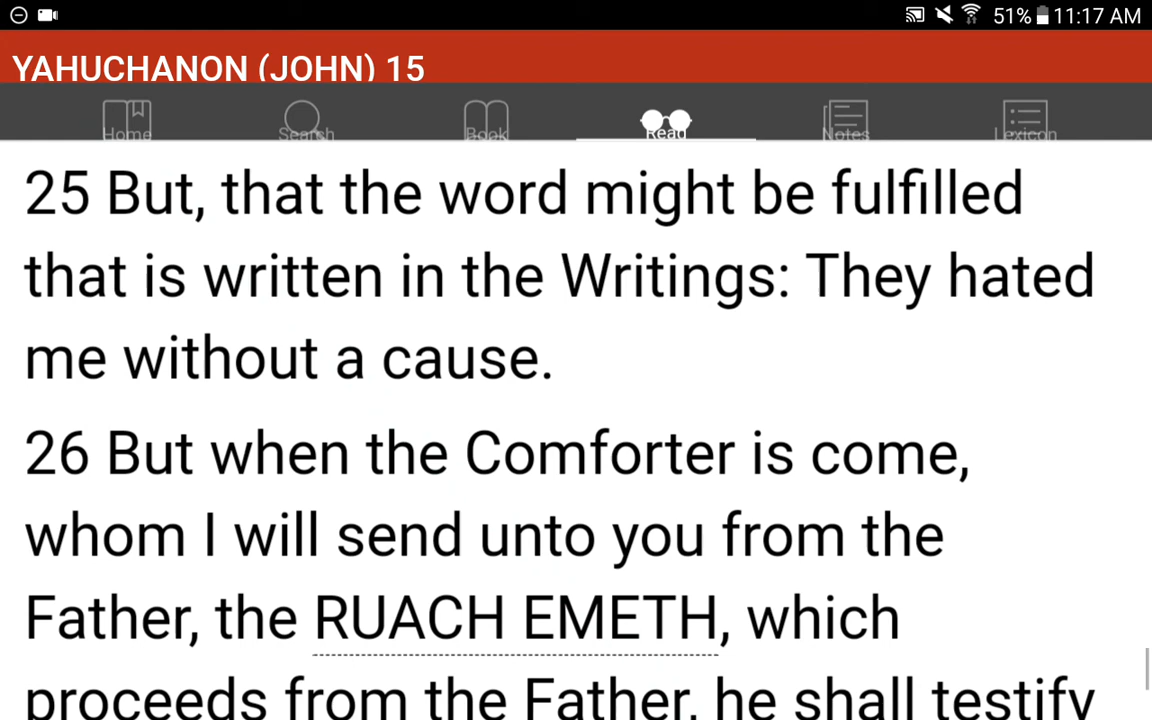 51% 11:17 AM
YAHUCHANON (JOHN) 15
Home Search Book Read Notes Lexicon
25 But, that the word might be fulfilled
that is written in the Writings: They hated
me without a cause.
26 But when the Comforter is come,
whom I will send unto you from the
Father, the RUACH EMETH, which
proceeds from the Father, he shall testify